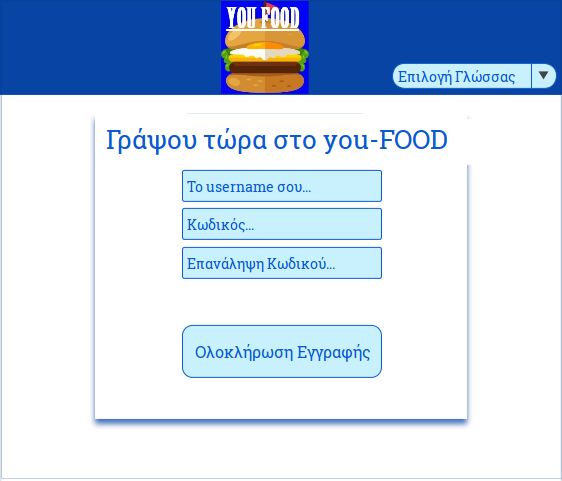 YOU FOOD
Επιλογή Γλώσσας
Γράψου τώρα στο you-FOOD
Το username σου...
Κωδικός...
Επανάληψη Κωδικού...
Ολοκλήρωση Εγγραφής